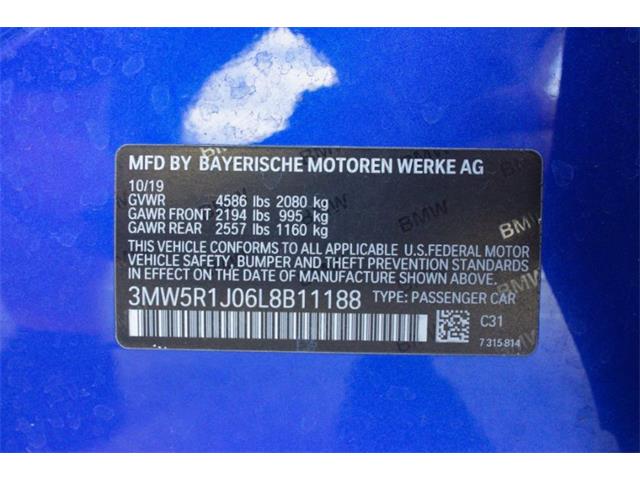 MFD BY BAYERISCHE MOTOREN WERKE AG
10/19
GVWR 4586 lbs 2080 kg
GAWR FRONT 2194 lbs 995 kg
GAWR REAR 2557 lbs 1160 kg
THIS VEHICLE CONFORMS TO ALL APPLICABLE U.S.FEDERAL MOTOR
VEHICLE SAFETY, BUMPER AND THEFT PREVENTION STANDARDS
IN EFFECT ON THE DATE OF MANUFACTURE SHOWN ABOVE.
3MW5R1J06L8B11188 TYPE: PASSENGER CAR
C31
7 315 814
BMW